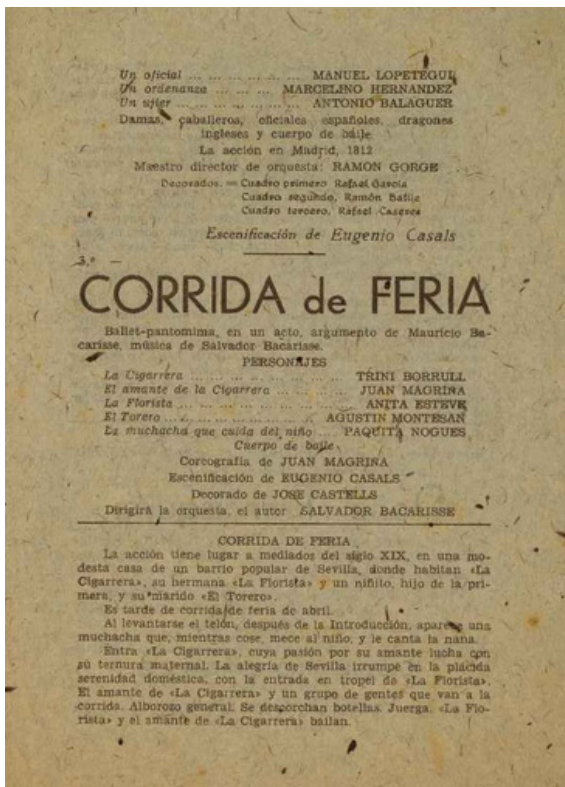 Un oficial ... ... ... ... ... ... MANUEL LOPETEGUI
Un ordenanza ... ... ... ... MARCELINO HERNANDEZ
Un ujier ... ... ... ... ... ... ... ANTONIO BALAGUER
Damas, caballeros, oficiales españoles, dragones
ingleses y cuerpo de baile
La acción en Madrid, 1812
Maestro director de orquesta: RAMON GORGE
Decorados. — Cuadro primero Rafael García
Cuadro segundo, Ramón Batlle
Cuadro tercero, Rafael Caseres
Escenificación de Eugenio Casals
3.º —
CORRIDA de FERIA
Ballet-pantomima, en un acto, argumento de Mauricio Ba-
carisse, música de Salvador Bacarisse.
PERSONAJES
La Cigarrera ... ... ... ... ... ... ... TRINI BORRULL
El amante de la Cigarrera ... ... ... JUAN MAGRIÑA
La Florista ... ... ... ... ... ... ... ANITA ESTEVE
El Torero ... ... ... ... ... ... AGUSTIN MONTESAN
La muchacha que cuida del niño ... PAQUITA NOGUES
Cuerpo de baile
Coreografía de JUAN MAGRIÑA
Escenificación de EUGENIO CASALS
Decorado de JOSE CASTELLS
Dirigirá la orquesta, el autor SALVADOR BACARISSE
CORRIDA DE FERIA
La acción tiene lugar a mediados del siglo XIX, en una mo-
desta casa de un barrio popular de Sevilla, donde habitan «La
Cigarrera», su hermana «La Florista» y un niñito, hijo de la pri-
mera, y su marido «El Torero».
Es tarde de corrida de feria de abril.
Al levantarse el telón, después de la Introducción, aparece una
muchacha que, mientras cose, mece al niño, y le canta la nana.
Entra «La Cigarrera», cuya pasión por su amante lucha con
su ternura maternal. La alegría de Sevilla irrumpe en la plácida
serenidad doméstica, con la entrada en tropel de «La Florista».
El amante de «La Cigarrera» y un grupo de gentes que van a la
corrida. Alborozo general. Se descorchan botellas. Juerga. «La Flo-
rista» y el amante de «La Cigarrera» bailan.